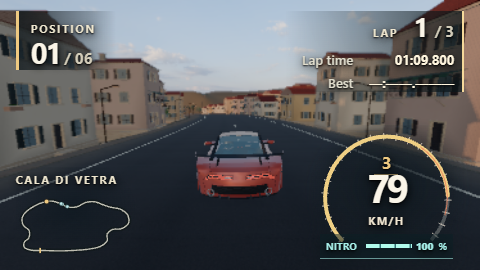 POSITION
01 / 06
LAP 1 / 3
Lap time 01:09.800
Best --:--.---
CALA DI VETRA
3
79
KM/H
NITRO 100 %